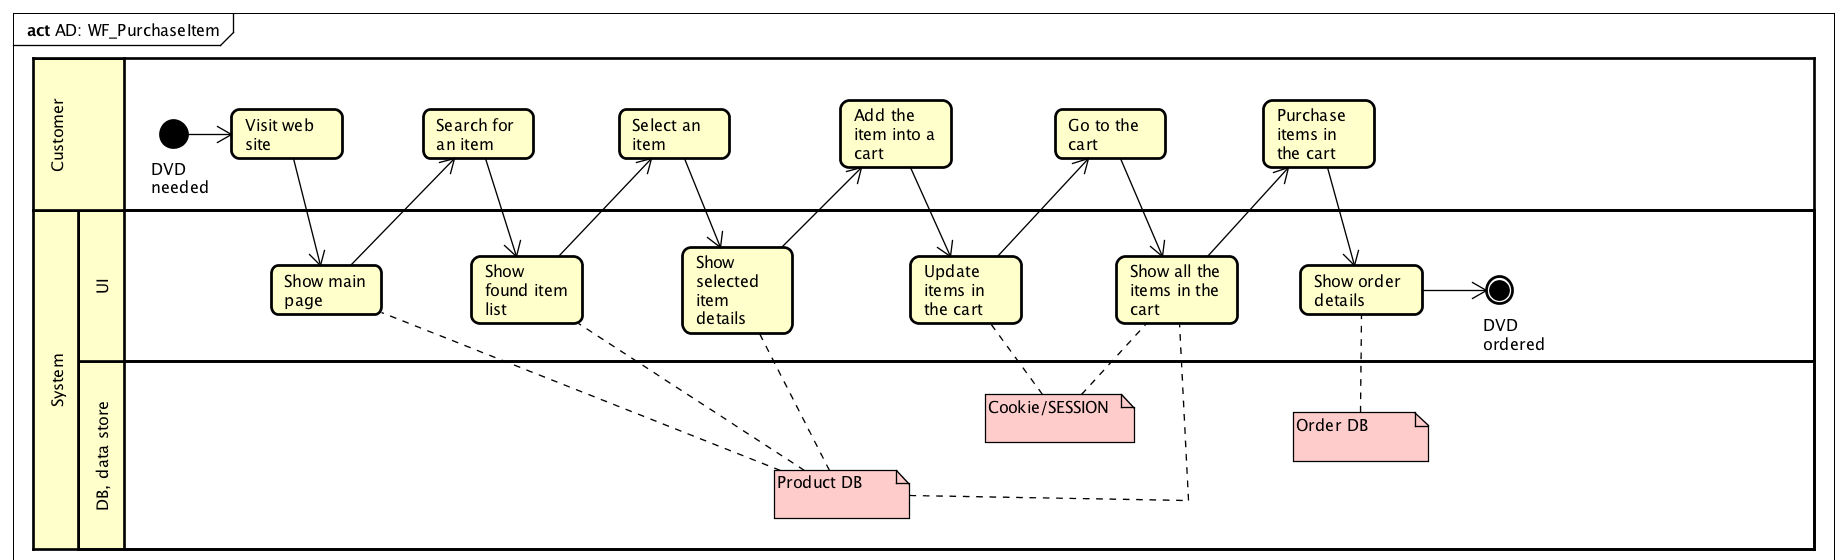 act AD: WF_PurchaseItem
Customer
DVD
needed
Visit web
site
Search for
an item
Select an
item
Add the
item into a
cart
Go to the
cart
Purchase
items in
the cart
System
UI
Show main
page
Show
found item
list
Show
selected
item
details
Update
items in
the cart
Show all the
items in the
cart
Show order
details
DVD
ordered
DB, data store
Product DB
Cookie/SESSION
Order DB